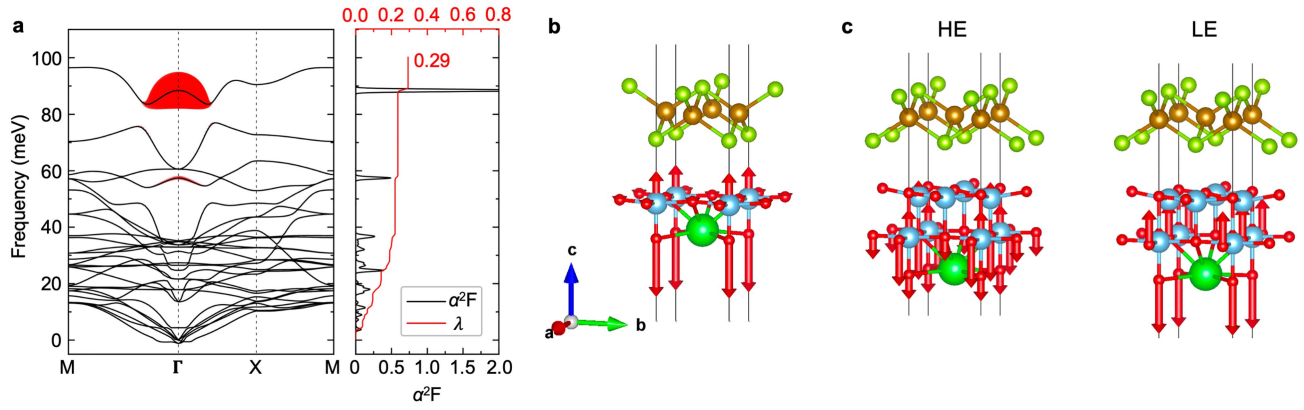 a
0.0 0.2 0.4 0.6 0.8
b
c
HE
LE
Frequency (meV)
100
80
60
40
20
0
0.29
α²F
λ
M Γ X M
0 0.5 1.0 1.5 2.0
α²F
c
a
b